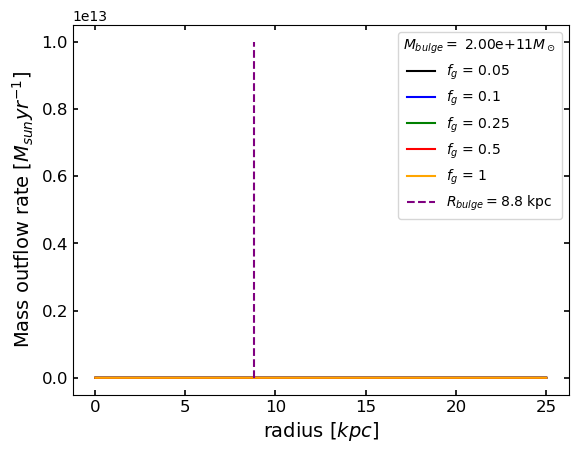 1e13
Mass outflow rate [$M_{sun}yr^{-1}$]
1.0
0.8
0.6
0.4
0.2
0.0
$M_{bulge}$ = 2.00e+11$M_\odot$
$f_g$ = 0.05
$f_g$ = 0.1
$f_g$ = 0.25
$f_g$ = 0.5
$f_g$ = 1
$R_{bulge}$ = 8.8 kpc
0 5 10 15 20 25
radius [$kpc$]